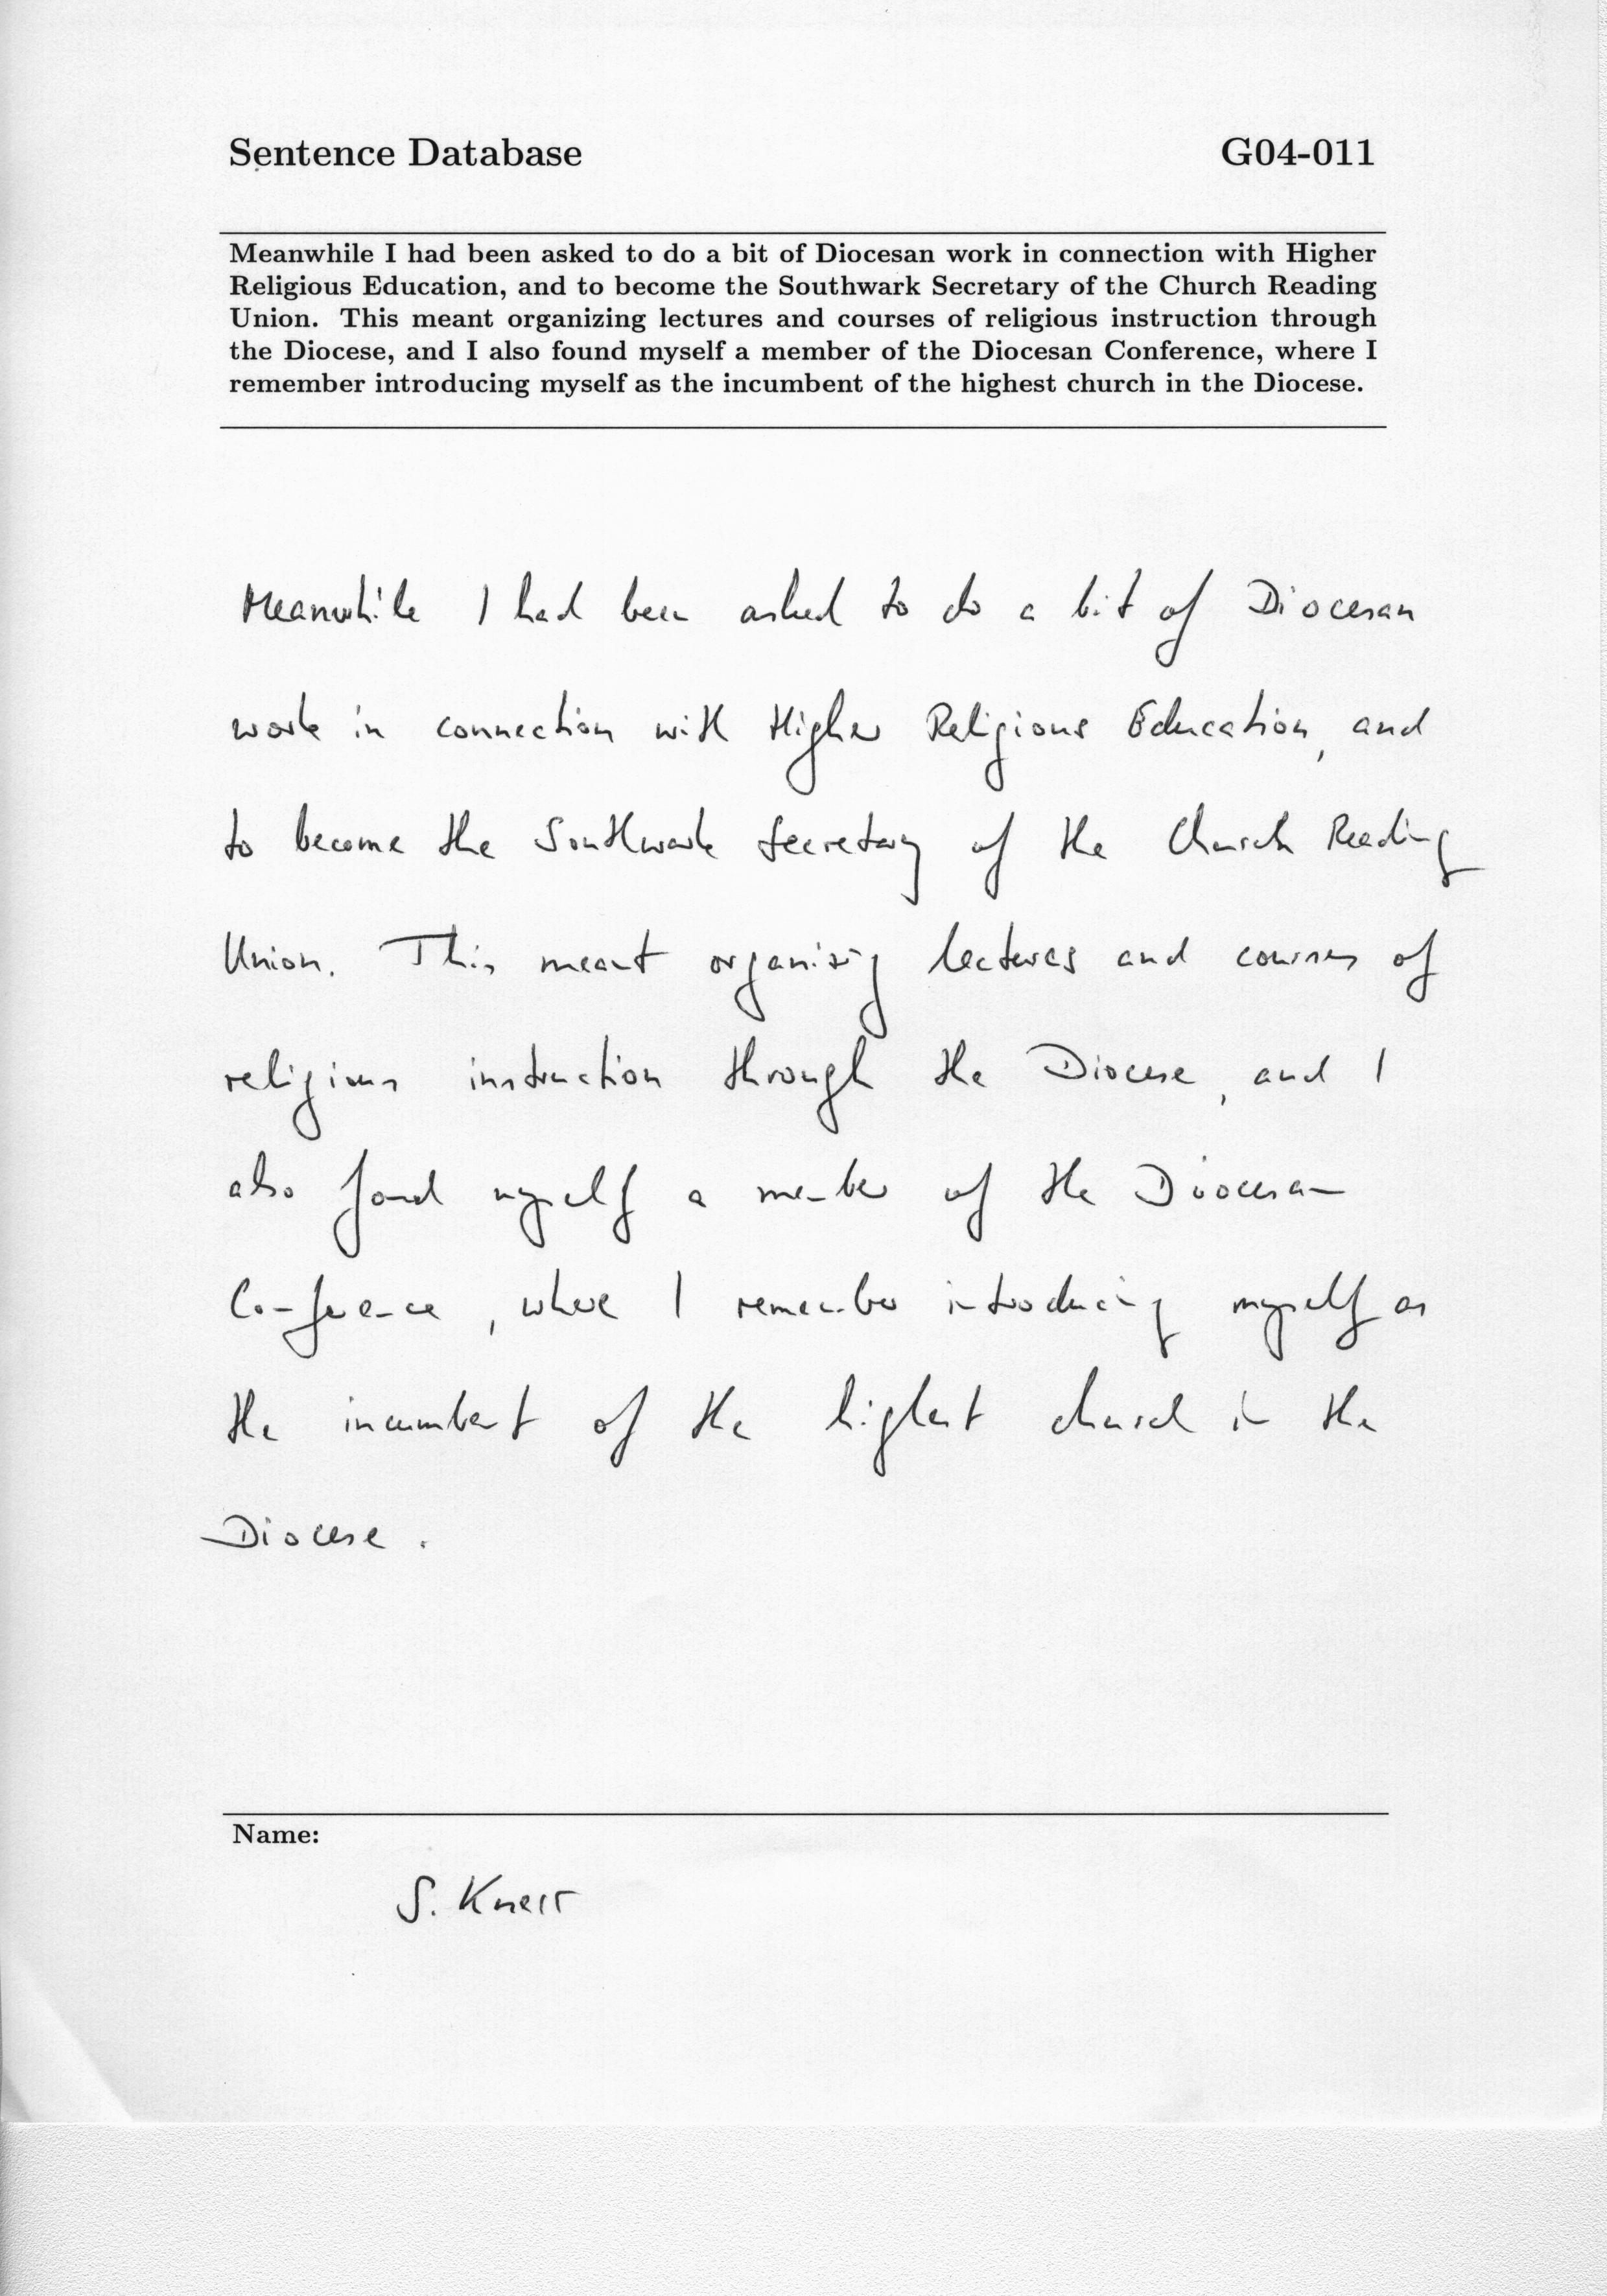 Sentence Database G04-011
Meanwhile I had been asked to do a bit of Diocesan work in connection with Higher
Religious Education, and to become the Southwark Secretary of the Church Reading
Union. This meant organizing lectures and courses of religious instruction through
the Diocese, and I also found myself a member of the Diocesan Conference, where I
remember introducing myself as the incumbent of the highest church in the Diocese.
Meanwhile I had been asked to do a bit of Diocesan
work in connection with Higher Religious Education, and
to become the Southwark Secretary of the Church Reading
Union. This meant organizing lectures and courses of
religious instruction through the Diocese, and I
also found myself a member of the Diocesan
Conference, where I remember introducing myself as
the incumbent of the highest church in the
Diocese.
Name:
S. Knerr